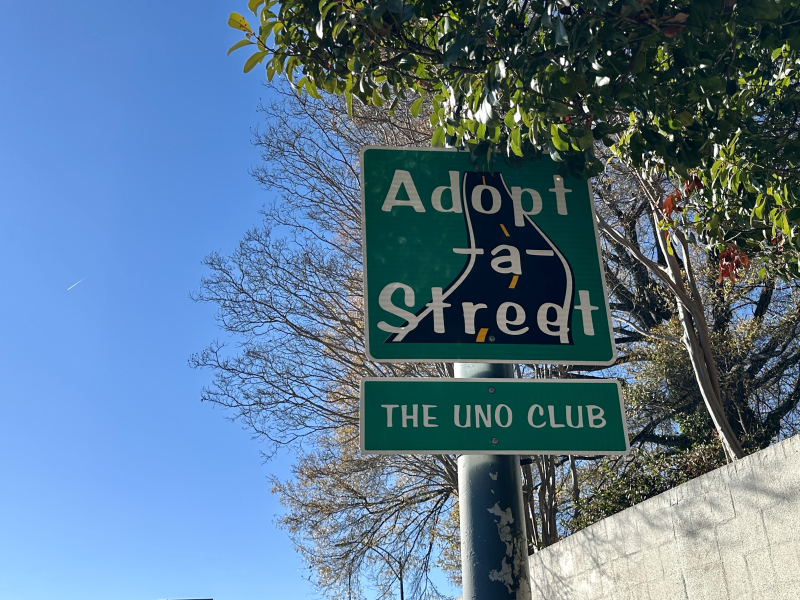 Adopt
-a-
Street
THE UNO CLUB